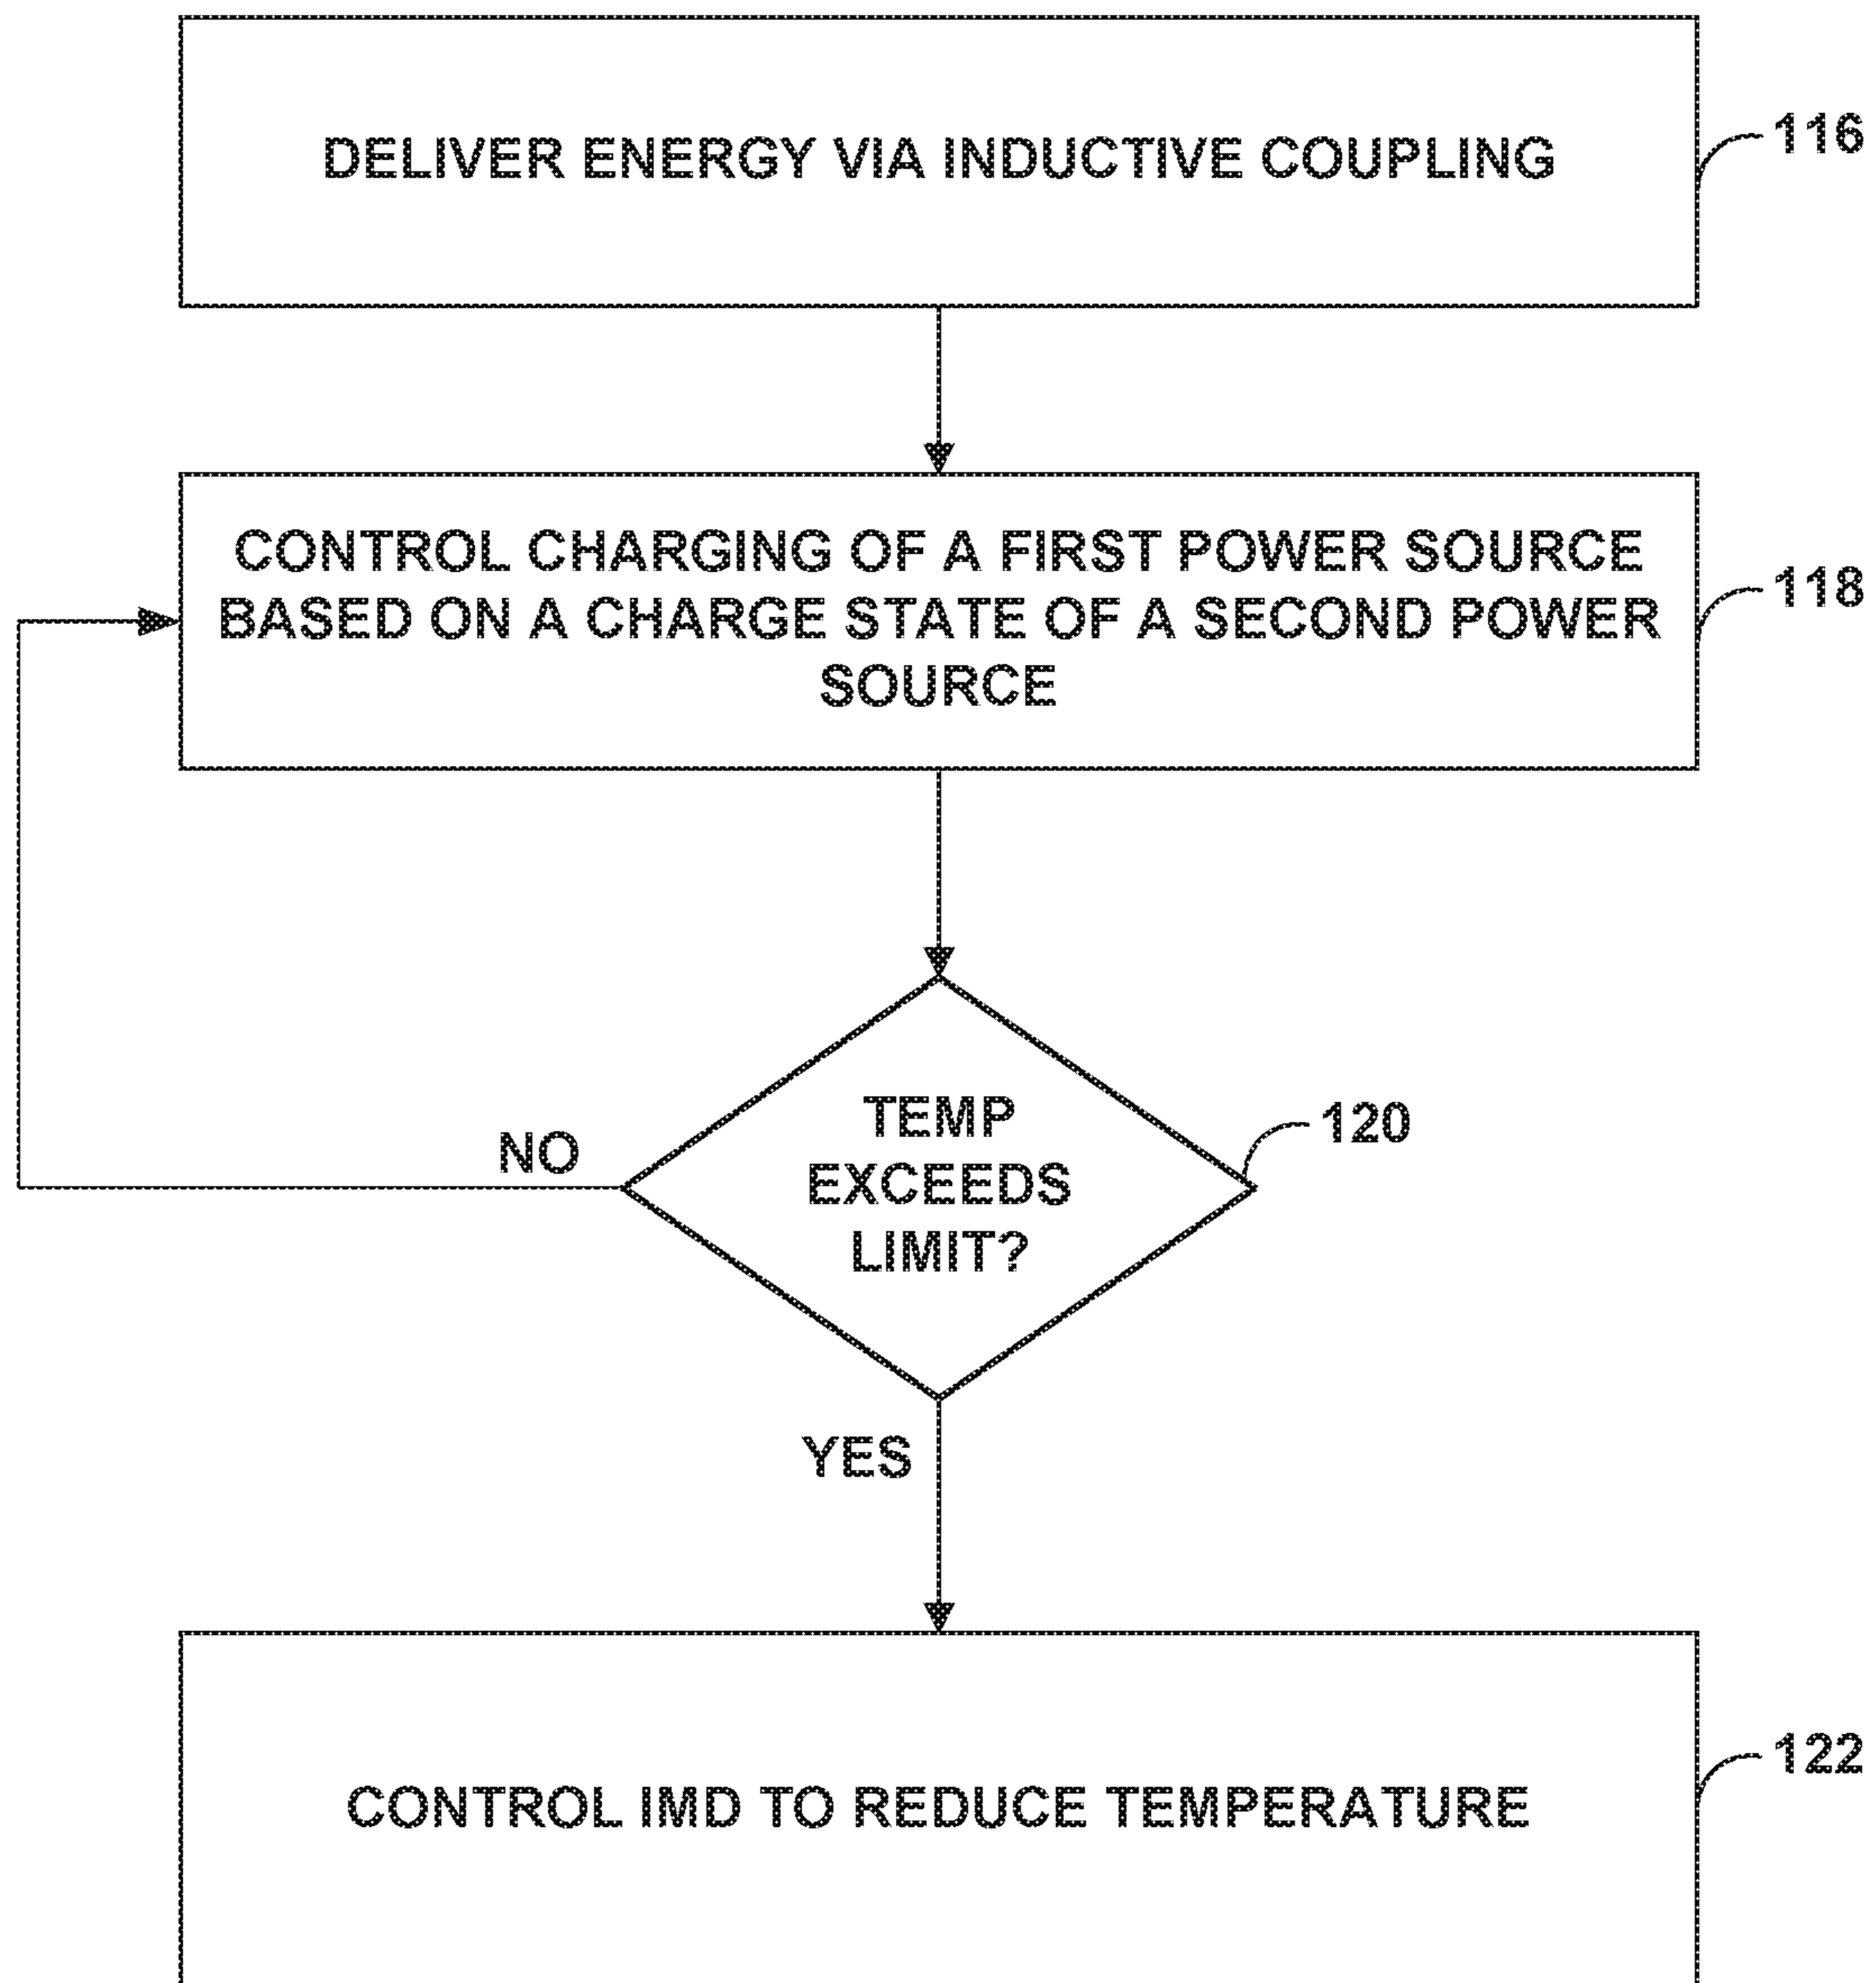 DELIVER ENERGY VIA INDUCTIVE COUPLING
116
CONTROL CHARGING OF A FIRST POWER SOURCE
BASED ON A CHARGE STATE OF A SECOND POWER
SOURCE
118
TEMP
EXCEEDS
LIMIT?
120
NO
YES
CONTROL IMD TO REDUCE TEMPERATURE
122